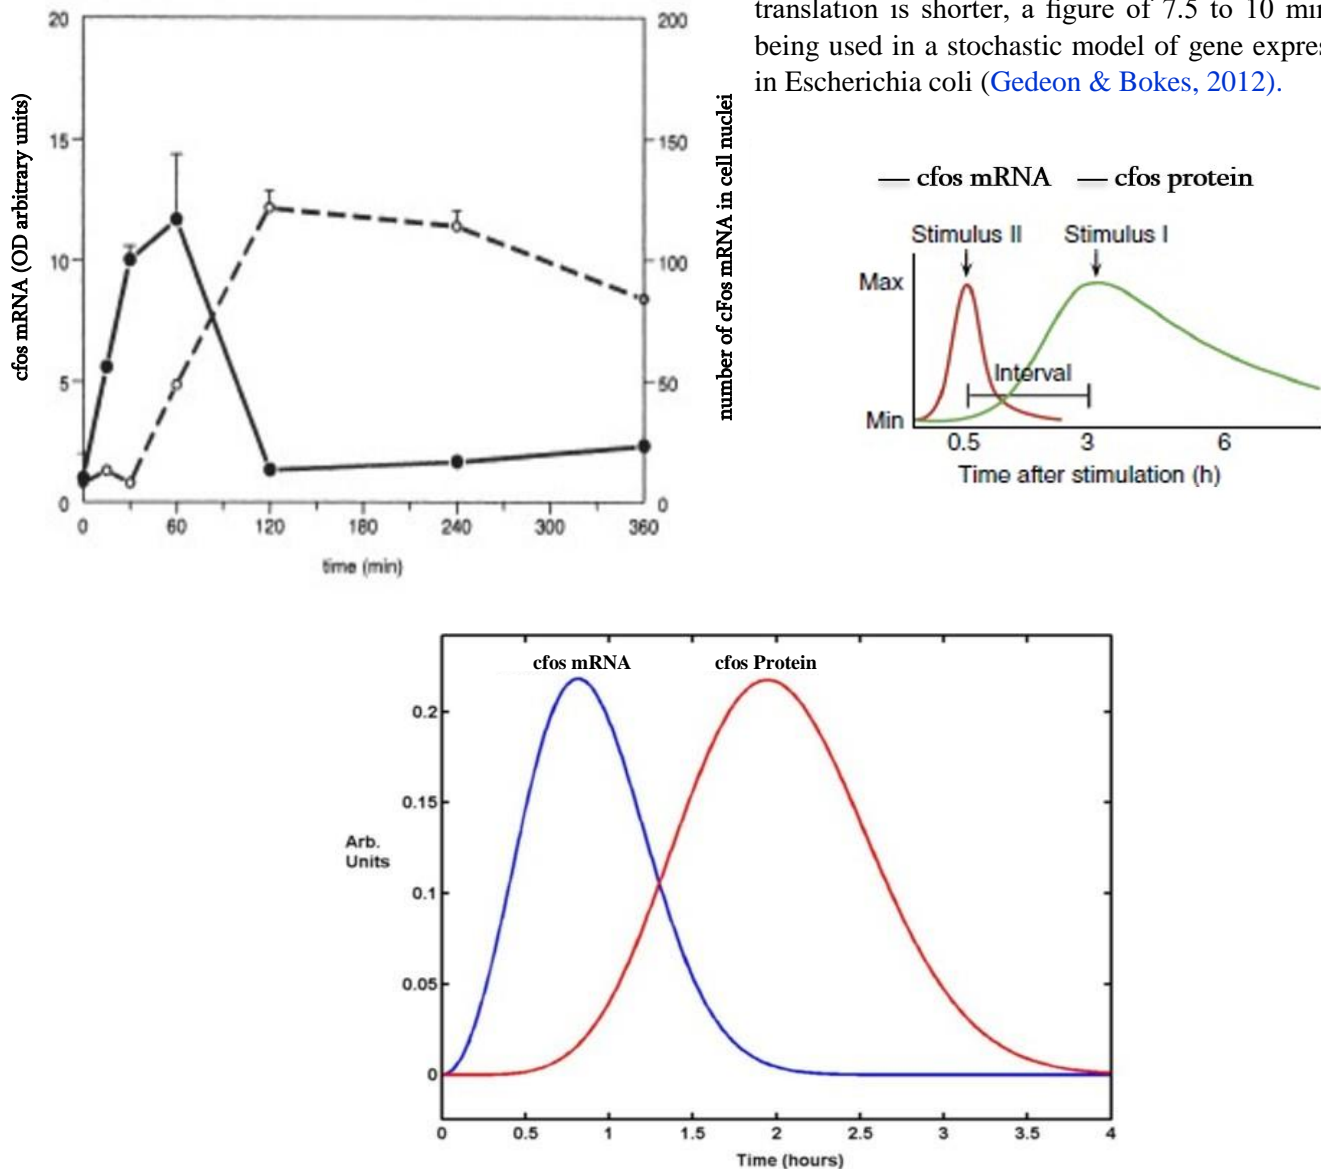 translation is shorter, a figure of 7.5 to 10
being used in a stochastic model of gene
in Escherichia coli (Gedeon & Bokes, 2012).
20
15
10
5
0
200
150
100
50
0
cfos mRNA (OD arbitrary units)
number of cFos mRNA in cell nuclei
0 60 120 180 240 300 360
time (min)
cfos mRNA cfos protein
Stimulus II Stimulus I
Max
Interval
Min
0.5 3 6
Time after stimulation (h)
cfos mRNA cfos Protein
0.2
0.15
Arb.
Units
0.1
0.05
0
0 0.5 1 1.5 2 2.5 3 3.5 4
Time (hours)